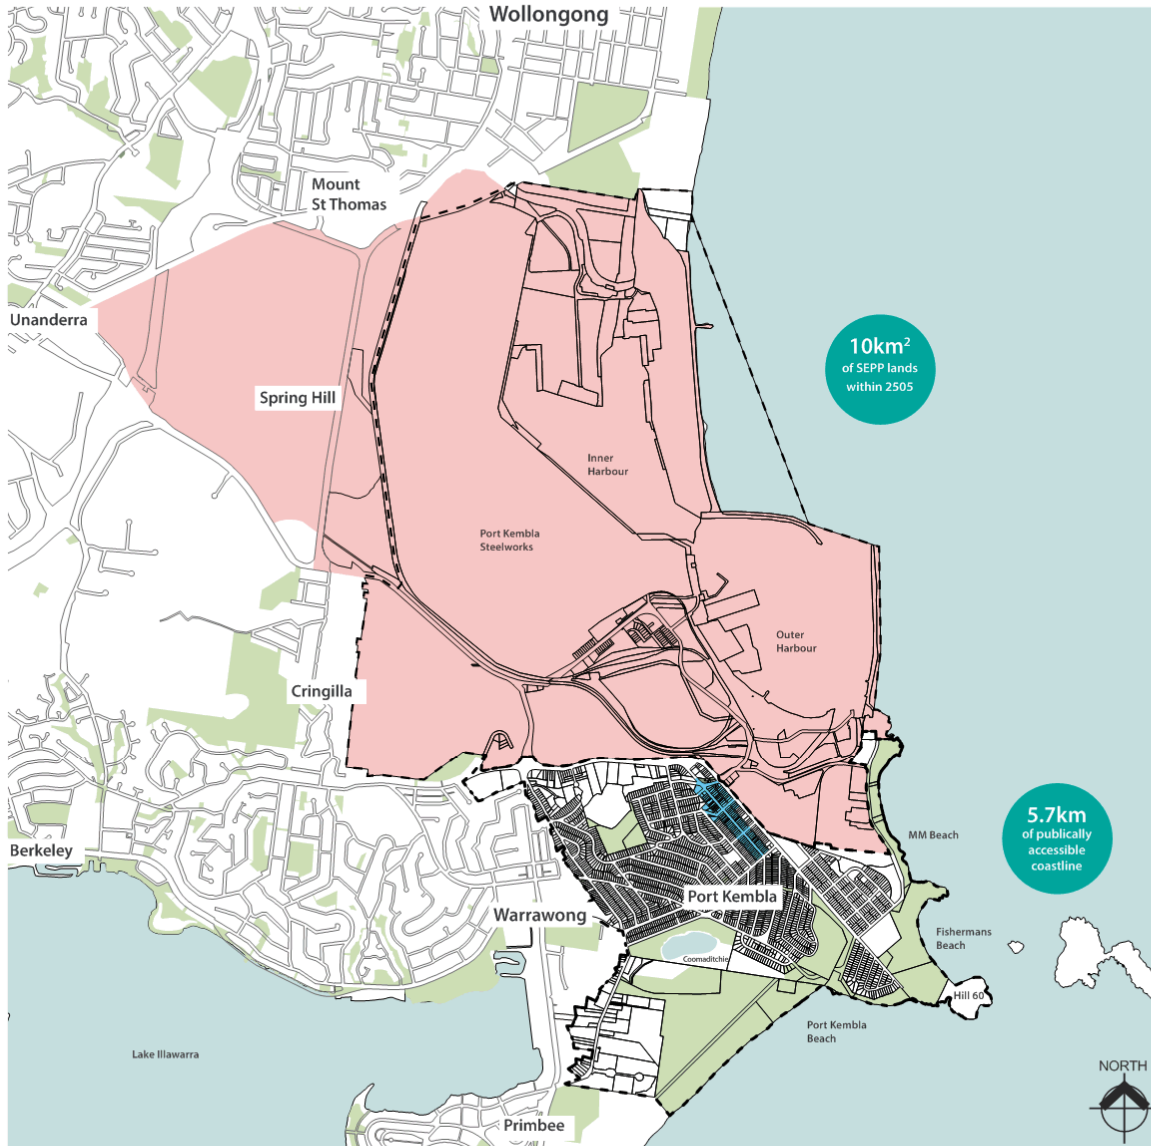 Wollongong
Mount
St Thomas
Unanderra
10km²
of SEPP lands
within 2505
Spring Hill
Inner
Harbour
Port Kembla
Steelworks
Outer
Harbour
Cringilla
5.7km
of publically
accessible
coastline
MM Beach
Berkeley
Port Kembla
Warrawong
Fishermans
Beach
Coomaditchie
Hill 60
Port Kembla
Beach
Lake Illawarra
NORTH
Primbee